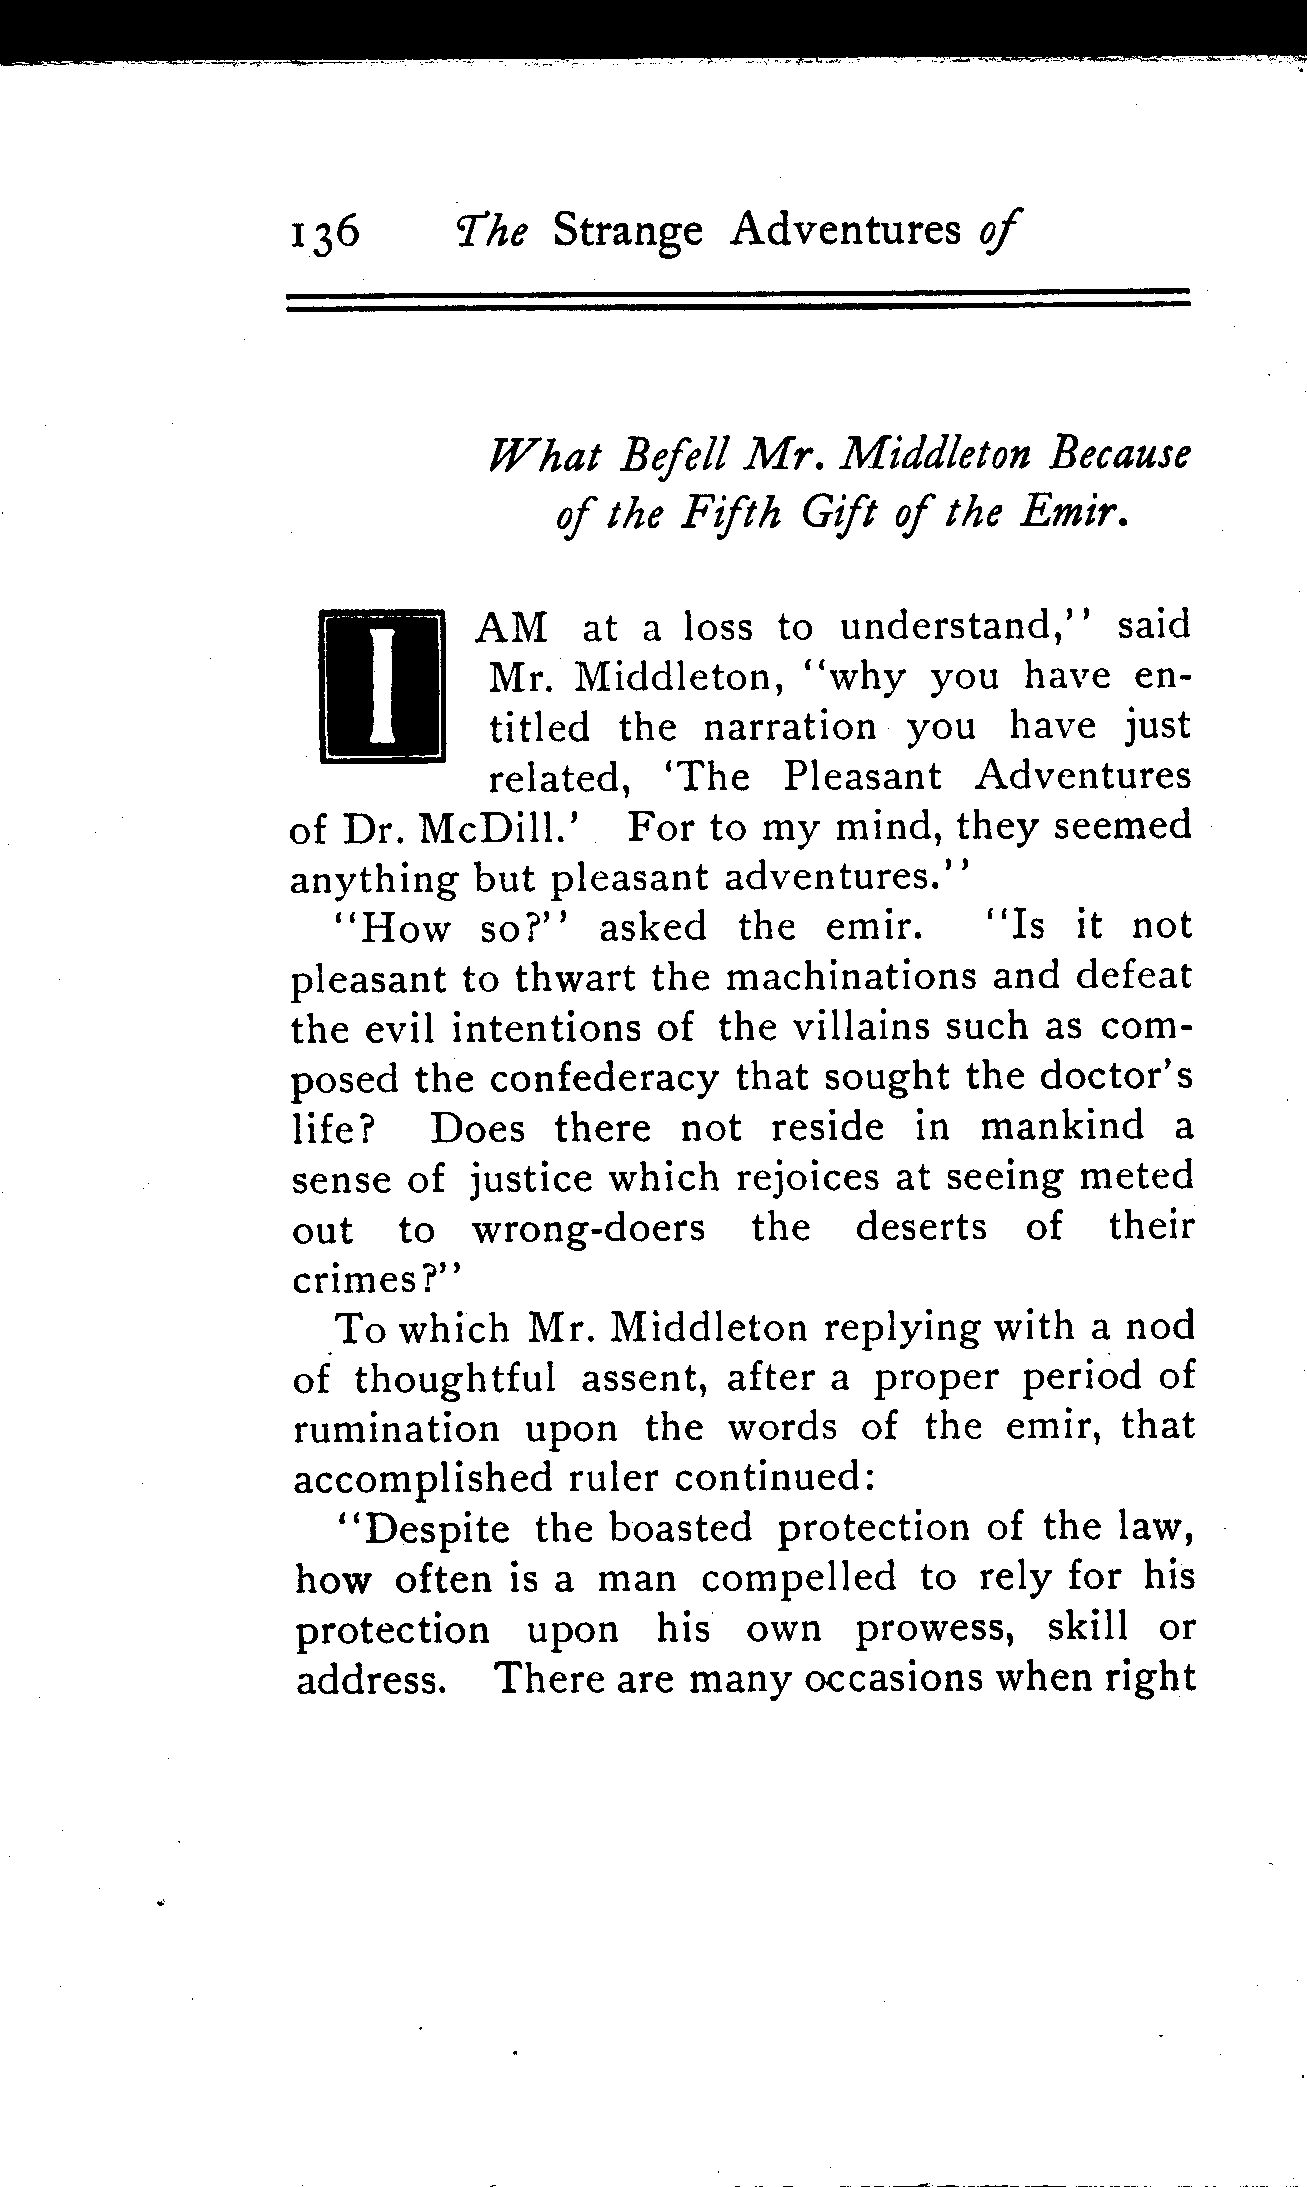 136 The Strange Adventures of
What Befell Mr. Middleton Because
of the Fifth Gift of the Emir.
I AM at a loss to understand,'' said
Mr. Middleton, ''why you have en-
titled the narration you have just
related, 'The Pleasant Adventures
of Dr. McDill.' For to my mind, they seemed
anything but pleasant adventures.''
''How so?'' asked the emir. ''Is it not
pleasant to thwart the machinations and defeat
the evil intentions of the villains such as com-
posed the confederacy that sought the doctor's
life? Does there not reside in mankind a
sense of justice which rejoices at seeing meted
out to wrong-doers the deserts of their
crimes?''
To which Mr. Middleton replying with a nod
of thoughtful assent, after a proper period of
rumination upon the words of the emir, that
accomplished ruler continued:
''Despite the boasted protection of the law,
how often is a man compelled to rely for his
protection upon his own prowess, skill or
address. There are many occasions when right